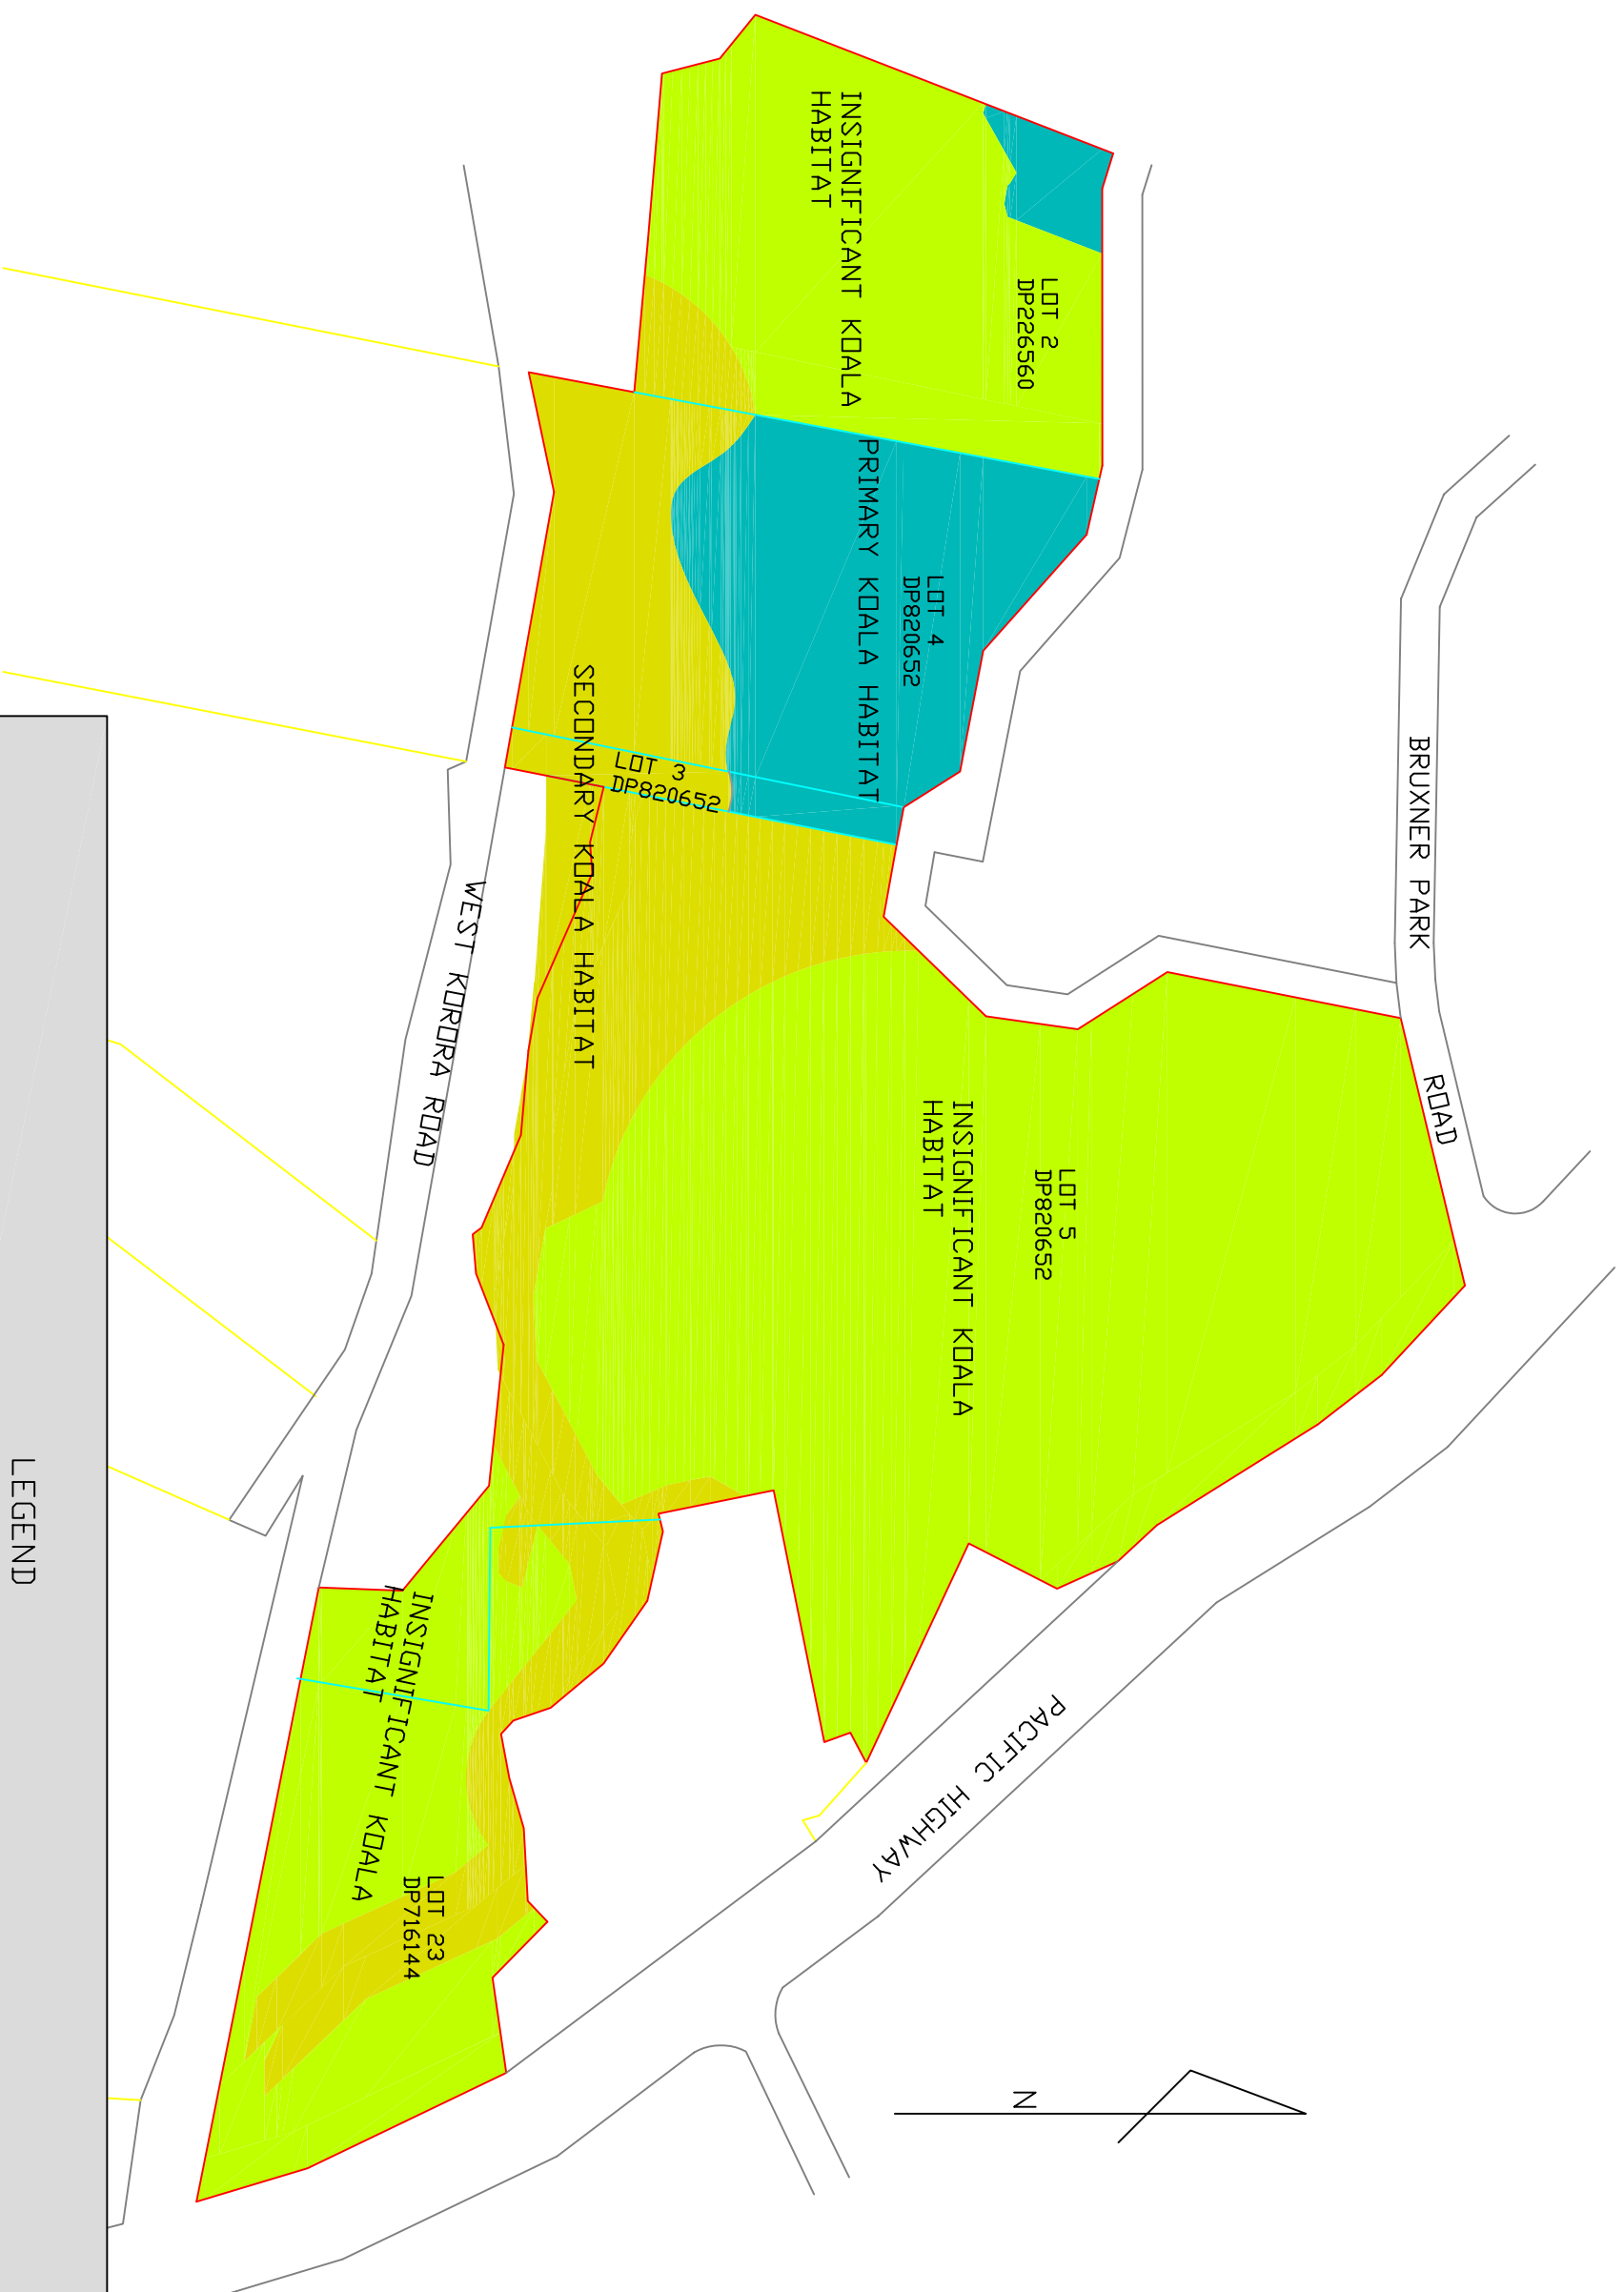 INSIGNIFICANT KOALA
HABITAT
LOT 2
DP226560
PRIMARY KOALA HABITAT
LOT 4
DP820652
BRUXNER PARK
ROAD
SECONDARY KOALA HABITAT
LOT 3
DP820652
WEST KORORA ROAD
INSIGNIFICANT KOALA
HABITAT
LOT 5
DP820652
INSIGNIFICANT KOALA
HABITAT
LOT 23
DP716144
PACIFIC HIGHWAY
N
LEGEND